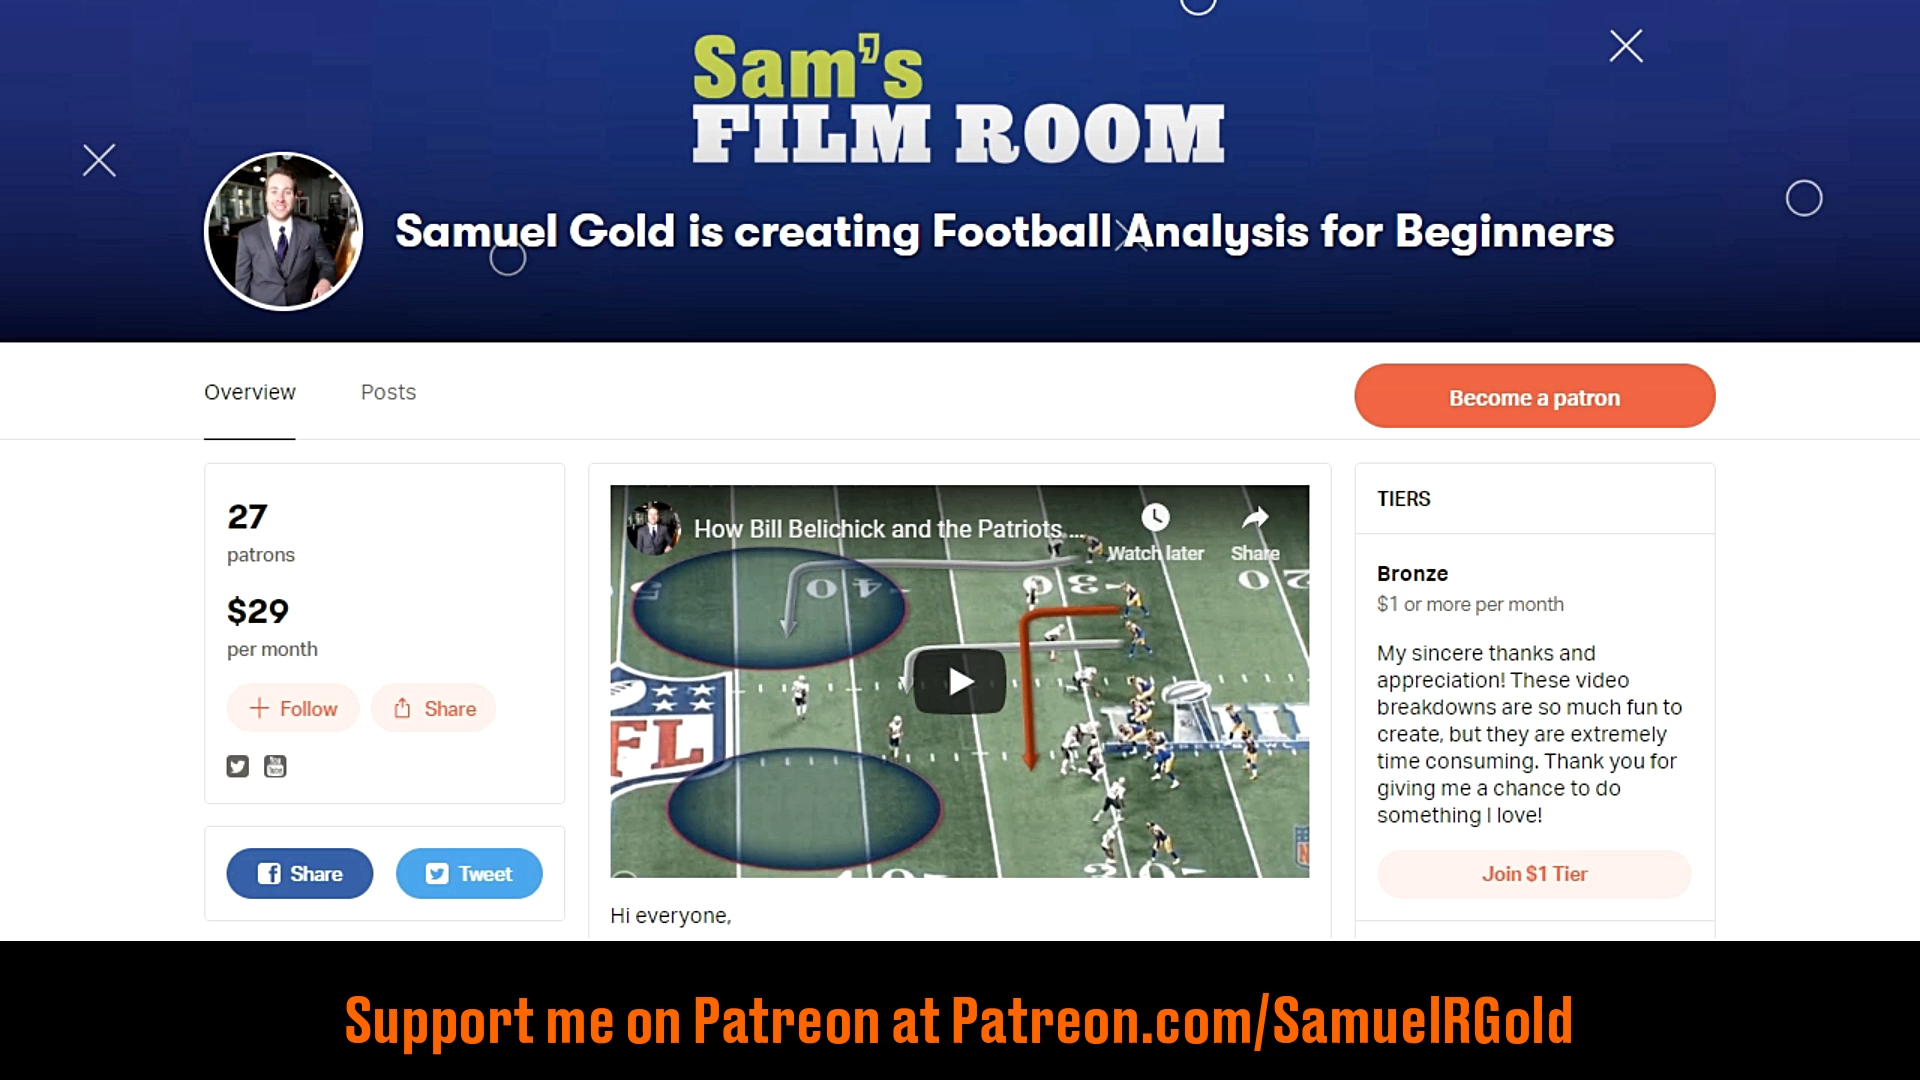 Sam's
FILM ROOM
Samuel Gold is creating Football Analysis for Beginners
Overview
Posts
Become a patron
27
patrons
$29
per month
Follow
Share
Share
Tweet
How Bill Belichick and the Patriots ...
Watch later
Share
Hi everyone,
TIERS
Bronze
$1 or more per month
My sincere thanks and
appreciation! These video
breakdowns are so much fun to
create, but they are extremely
time consuming. Thank you for
giving me a chance to do
something I love!
Join $1 Tier
Support me on Patreon at Patreon.com/SamuelRGold